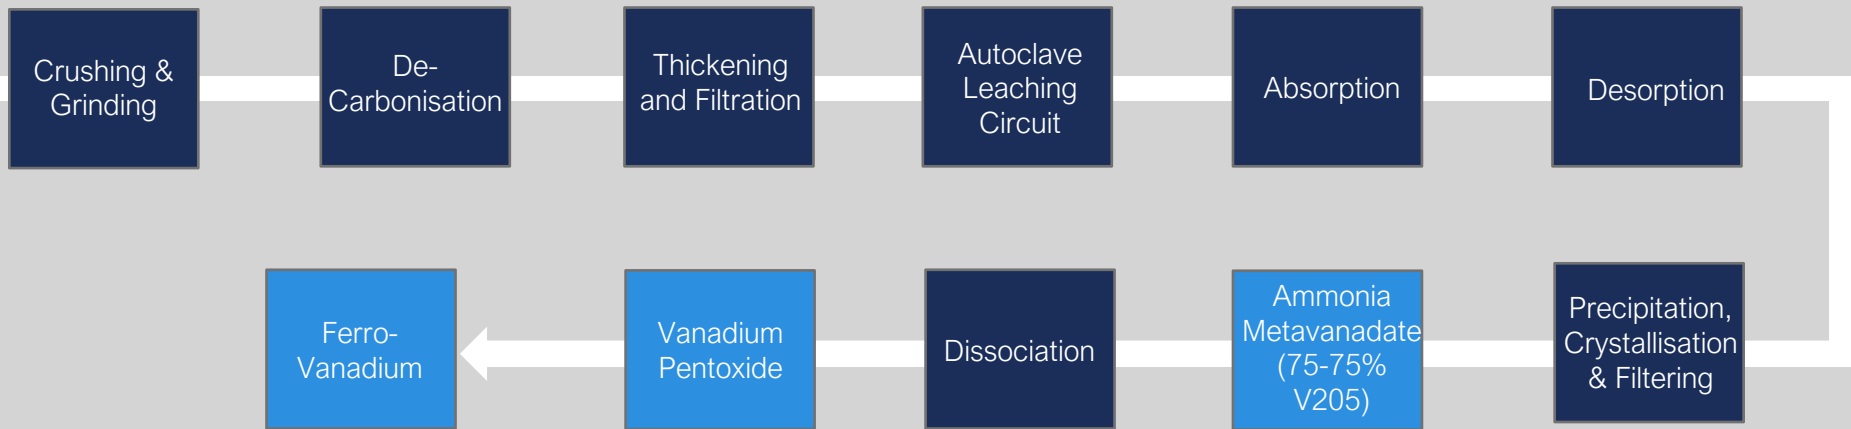 Crushing &
Grinding
De-
Carbonisation
Thickening
and Filtration
Autoclave
Leaching
Circuit
Absorption
Desorption
Ferro-
Vanadium
Vanadium
Pentoxide
Dissociation
Ammonia
Metavanadate
(75-75%
V205)
Precipitation,
Crystallisation
& Filtering